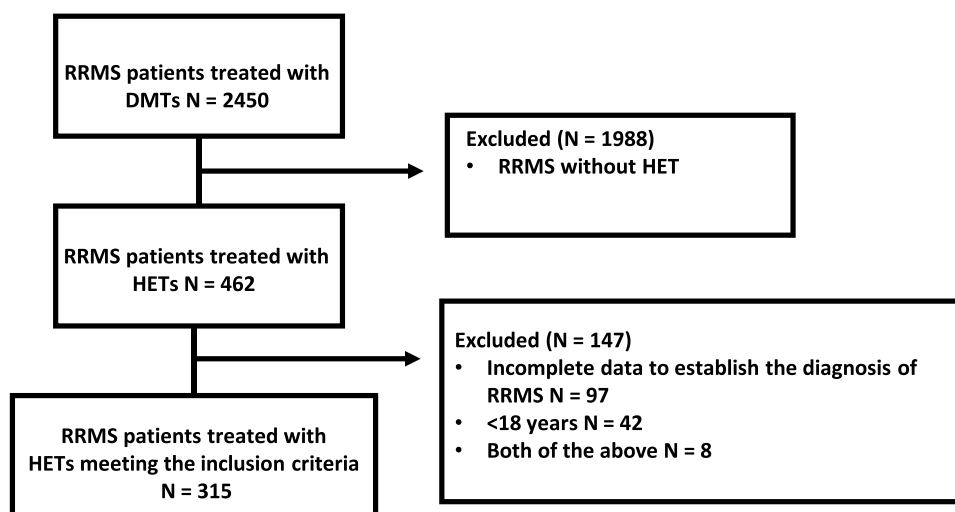 RRMS patients treated with
DMTs N = 2450
Excluded (N = 1988)
• RRMS without HET
RRMS patients treated with
HETs N = 462
Excluded (N = 147)
• Incomplete data to establish the diagnosis of
RRMS N = 97
• <18 years N = 42
• Both of the above N = 8
RRMS patients treated with
HETs meeting the inclusion criteria
N = 315